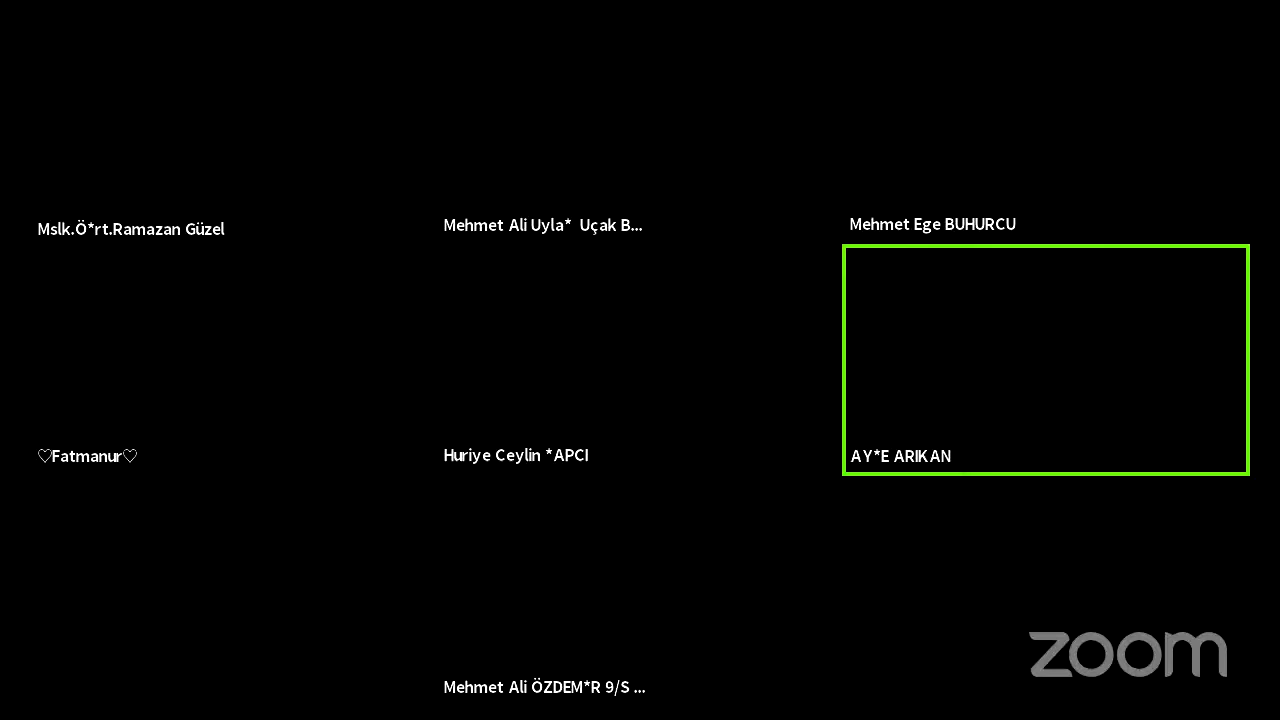 Mslk.Ö*rt.Ramazan Güzel
Mehmet Ali Uyla*  Uçak B...
Mehmet Ege BUHURCU
♡Fatmanur♡
Huriye Ceylin *APCI
AY*E ARIKAN
Mehmet Ali ÖZDEM*R 9/S ...
zoom